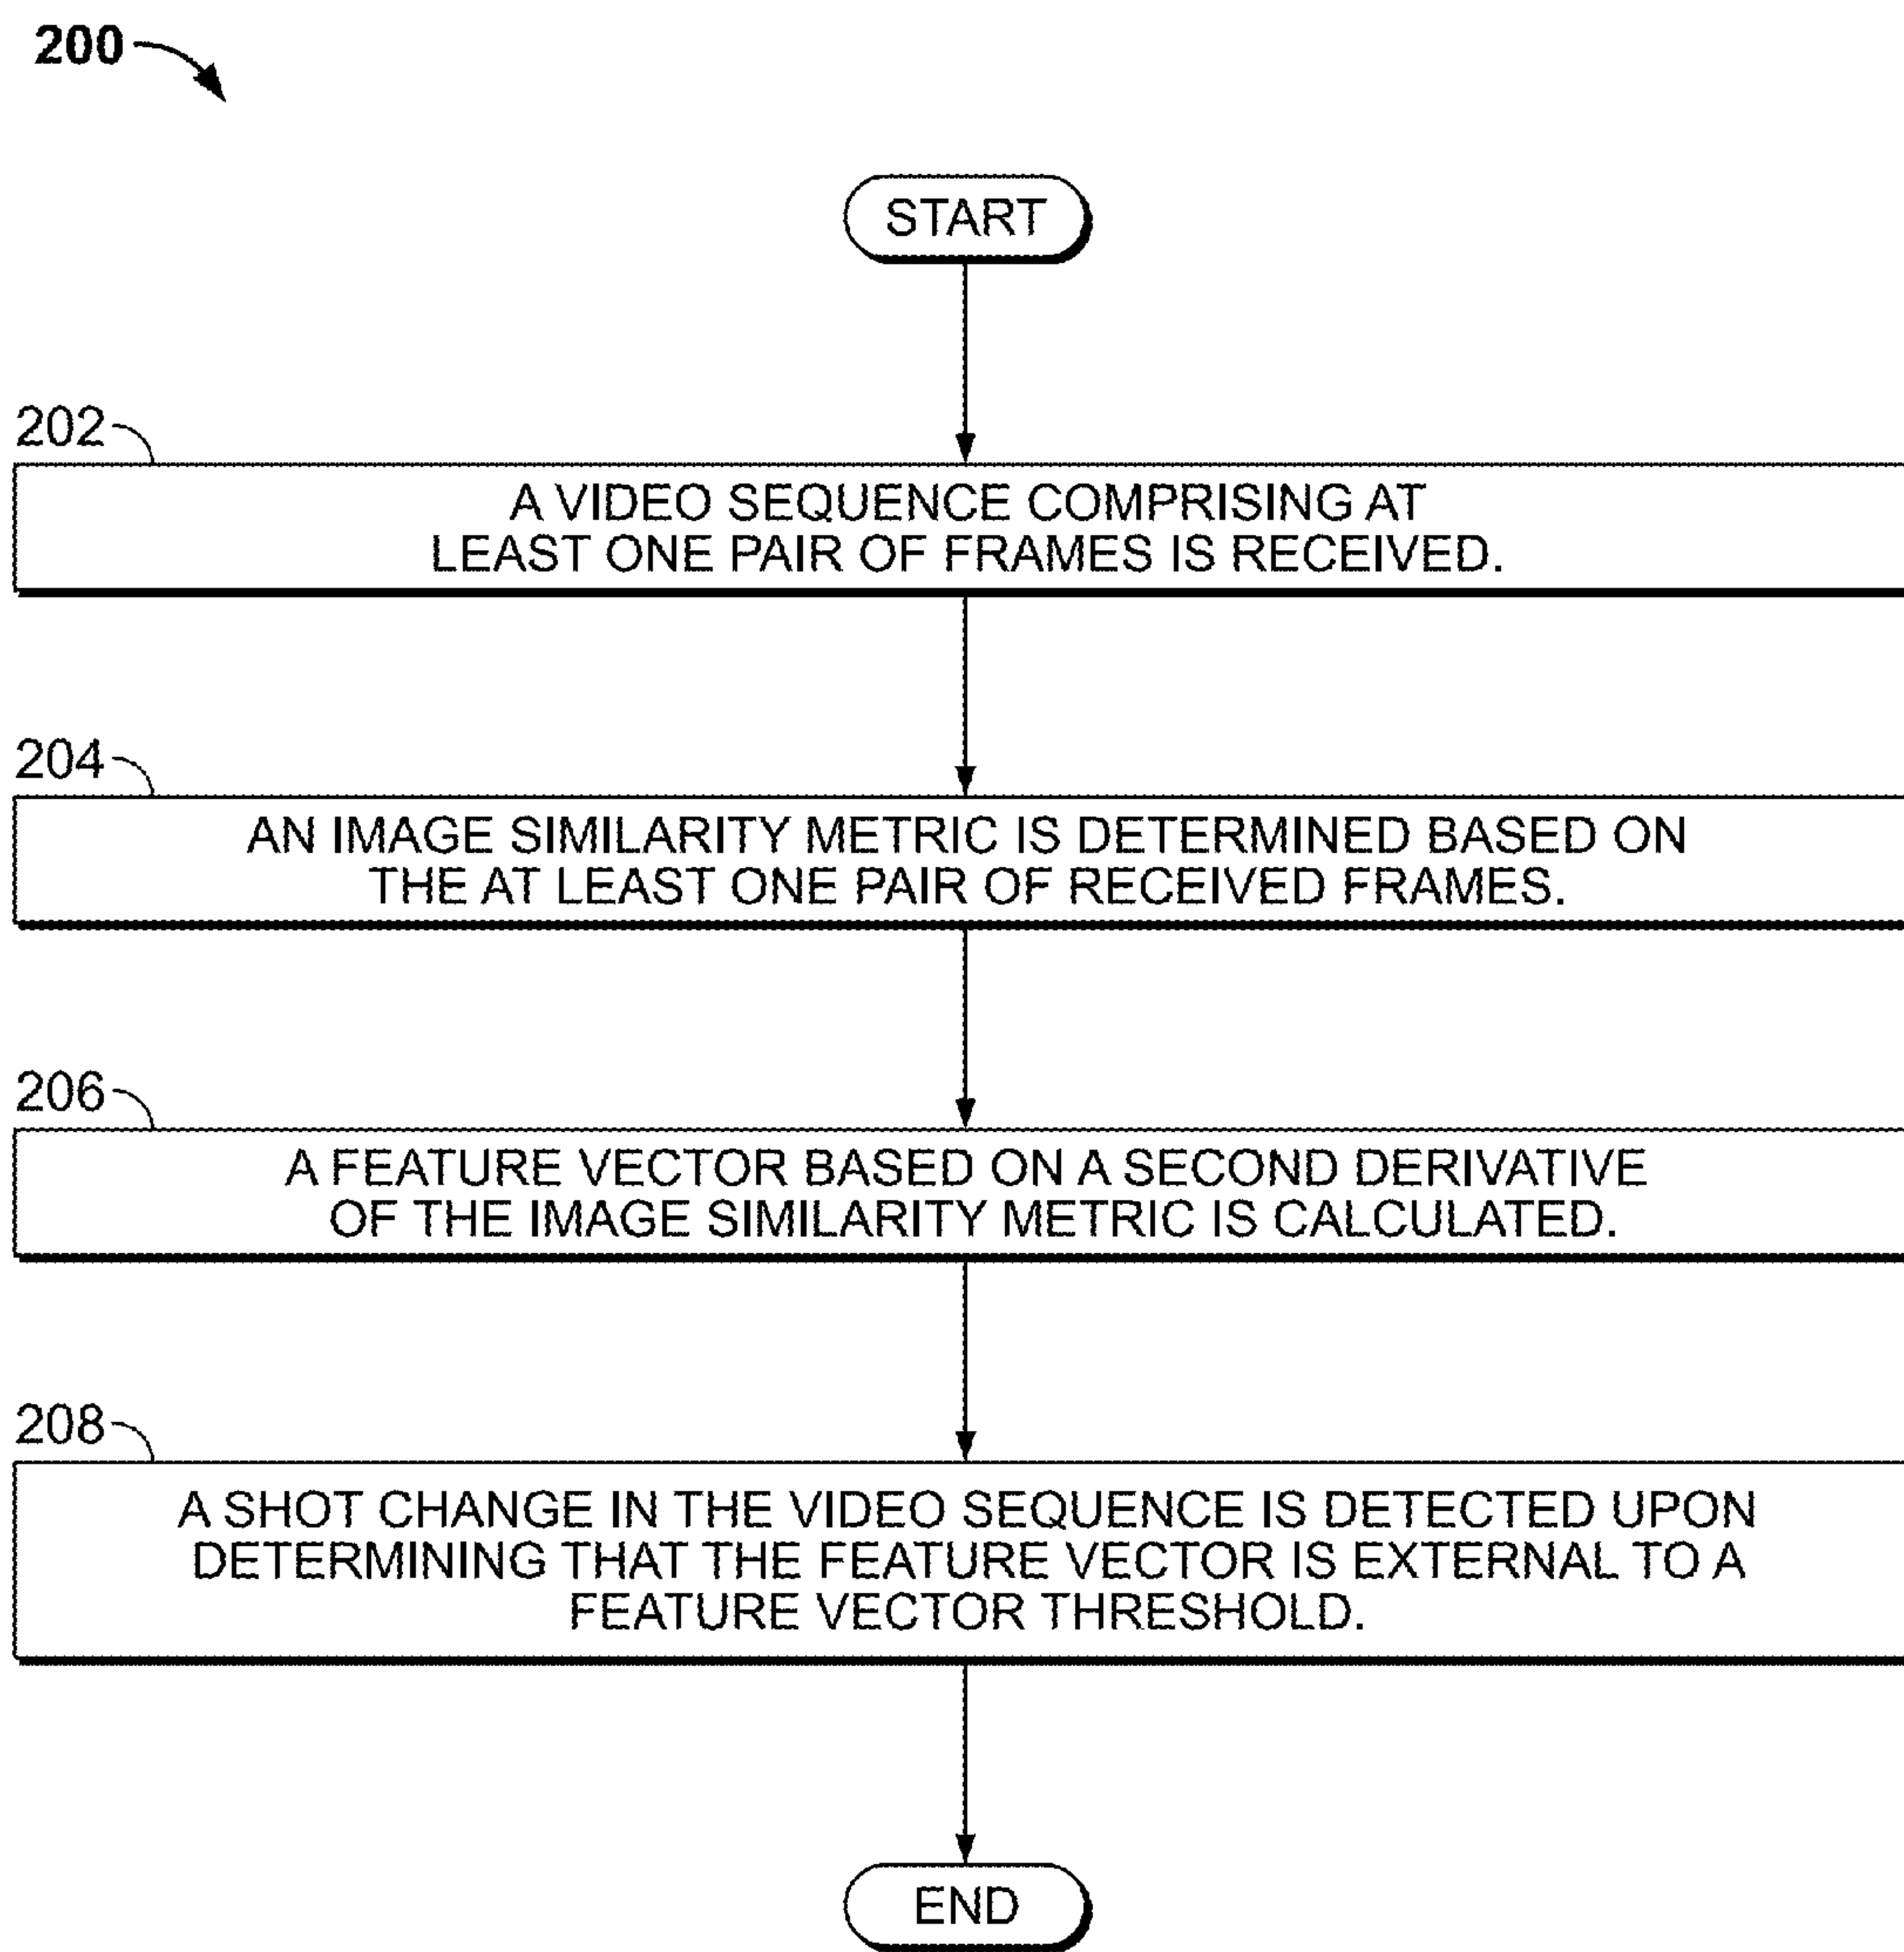 200
START
202
A VIDEO SEQUENCE COMPRISING AT
LEAST ONE PAIR OF FRAMES IS RECEIVED.
204
AN IMAGE SIMILARITY METRIC IS DETERMINED BASED ON
THE AT LEAST ONE PAIR OF RECEIVED FRAMES.
206
A FEATURE VECTOR BASED ON A SECOND DERIVATIVE
OF THE IMAGE SIMILARITY METRIC IS CALCULATED.
208
A SHOT CHANGE IN THE VIDEO SEQUENCE IS DETECTED UPON
DETERMINING THAT THE FEATURE VECTOR IS EXTERNAL TO A
FEATURE VECTOR THRESHOLD.
END